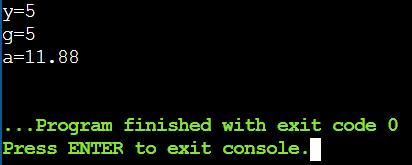 y=5
g=5
a=11.88
...Program finished with exit code 0
Press ENTER to exit console.